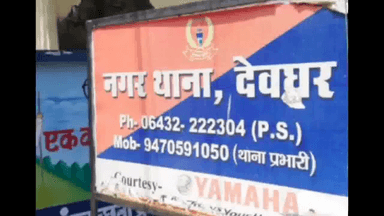 नगर थाना, देवघर
Ph- 06432- 222304 (P.S.)
Mob- 9470591050 (थाना प्रभारी)
Courtesy- YAMAHA